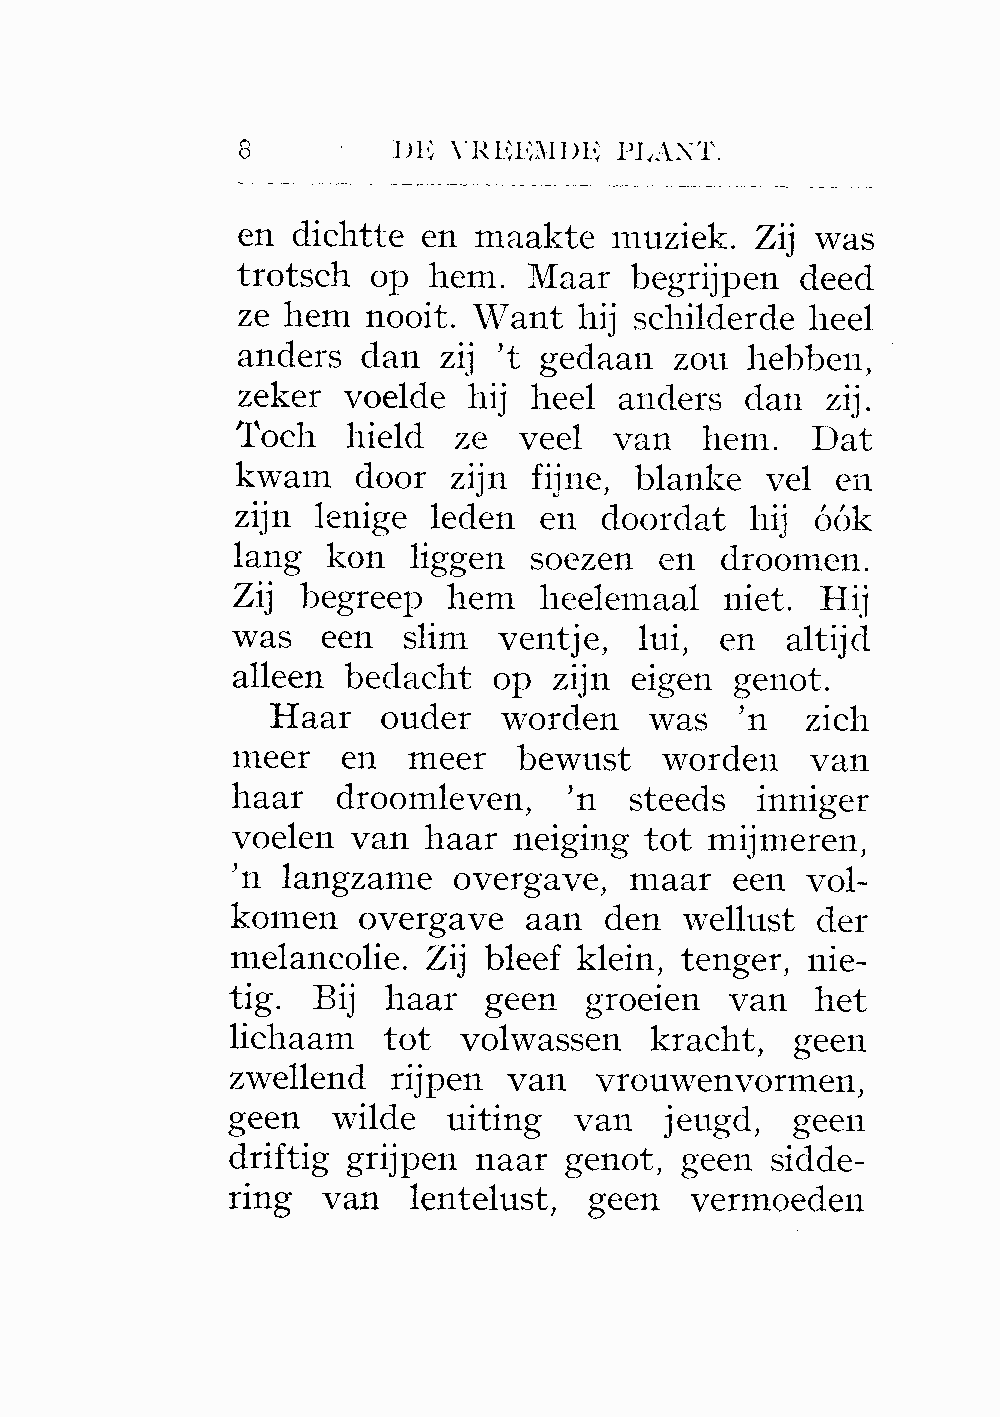 8 DE VREEMDE PLANT.
en dichtte en maakte muziek. Zij was
trotsch op hem. Maar begrijpen deed
ze hem nooit. Want hij schilderde heel
anders dan zij 't gedaan zou hebben,
zeker voelde hij heel anders dan zij.
Toch hield ze veel van hem. Dat
kwam door zijn fijne, blanke vel en
zijn lenige leden en doordat hij óók
lang kon liggen soezen en droomen.
Zij begreep hem heelemaal niet. Hij
was een slim ventje, lui, en altijd
alleen bedacht op zijn eigen genot.
Haar ouder worden was 'n zich
meer en meer bewust worden van
haar droomleven, 'n steeds inniger
voelen van haar neiging tot mijmeren,
'n langzame overgave, maar een vol-
komen overgave aan den wellust der
melancolie. Zij bleef klein, tenger, nie-
tig. Bij haar geen groeien van het
lichaam tot volwassen kracht, geen
zwellend rijpen van vrouwenvormen,
geen wilde uiting van jeugd, geen
driftig grijpen naar genot, geen sidde-
ring van lentelust, geen vermoeden